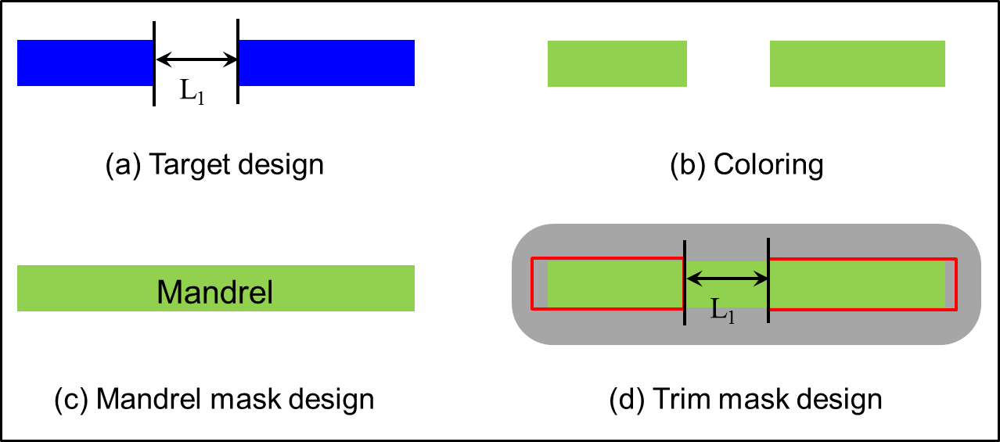 L1
(a) Target design
(b) Coloring
Mandrel
L1
(c) Mandrel mask design
(d) Trim mask design